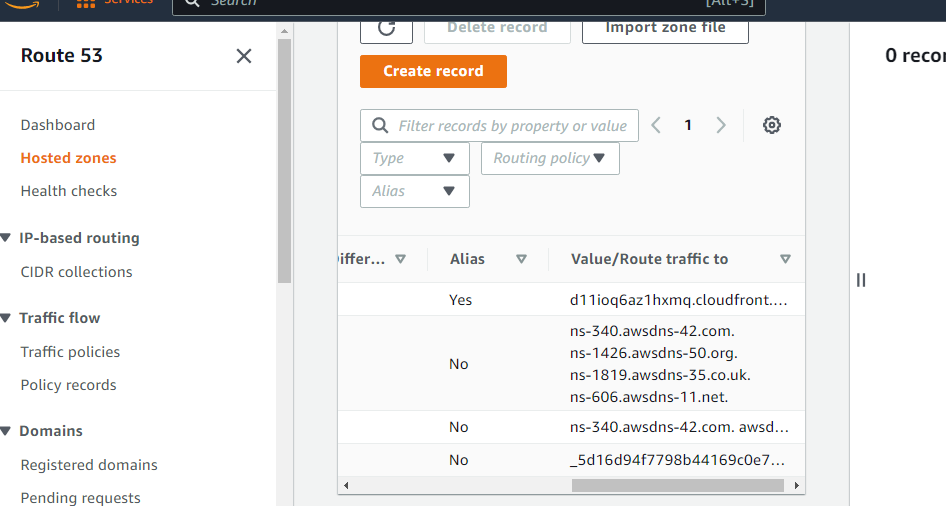 Services
Search
[Alt+S]
Route 53
Dashboard
Hosted zones
Health checks
IP-based routing
CIDR collections
Traffic flow
Traffic policies
Policy records
Domains
Registered domains
Pending requests
Delete record
Import zone file
Create record
Filter records by property or value
1
Type
Routing policy
Alias
iffer...
Alias
Value/Route traffic to
Yes
d11ioq6az1hxmq.cloudfront....
No
ns-340.awsdns-42.com.
ns-1426.awsdns-50.org.
ns-1819.awsdns-35.co.uk.
ns-606.awsdns-11.net.
No
ns-340.awsdns-42.com. awsd...
No
_5d16d94f7798b44169c0e7...
0 recor